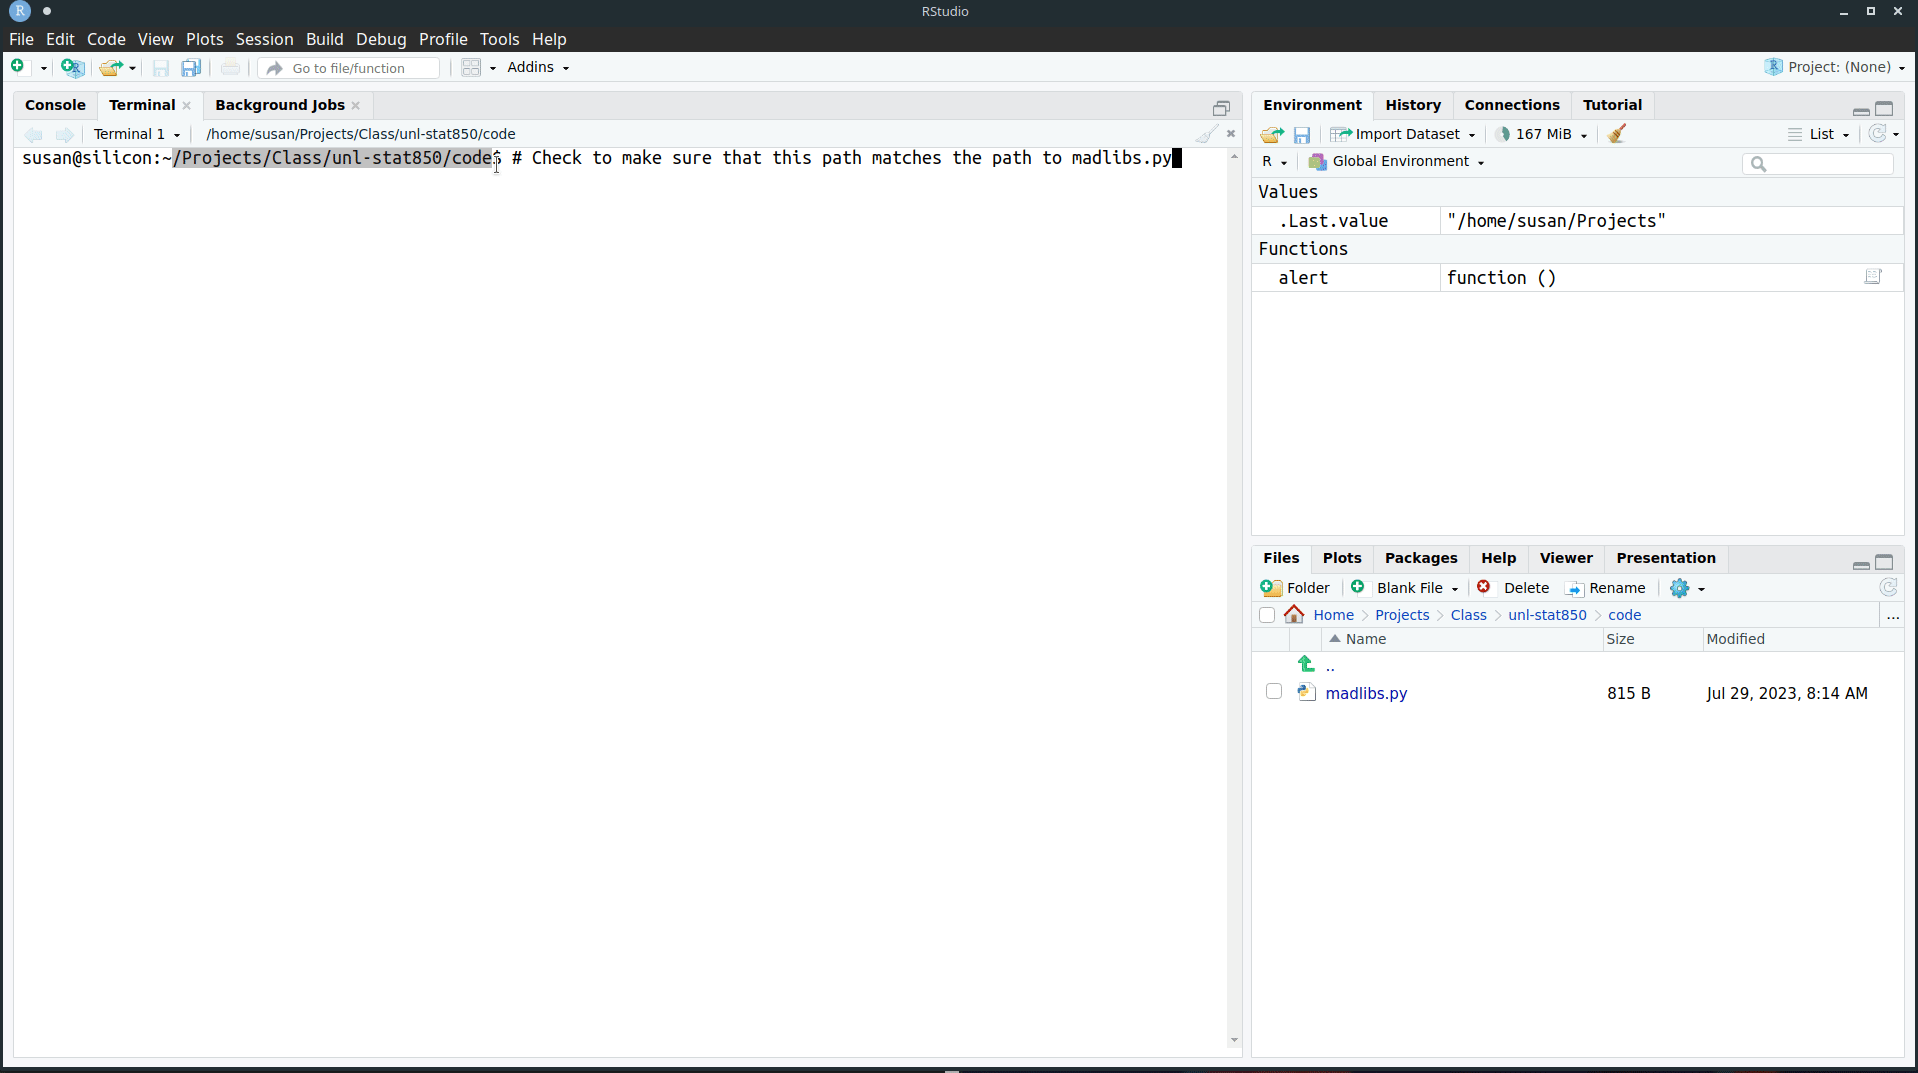 R RStudio
File Edit Code View Plots Session Build Debug Profile Tools Help
Go to file/function Addins Project: (None)
Console Terminal Background Jobs
Terminal 1 /home/susan/Projects/Class/unl-stat850/code
susan@silicon:~/Projects/Class/unl-stat850/code$ # Check to make sure that this path matches the path to madlibs.py
Environment History Connections Tutorial
Import Dataset 167 MiB List
R Global Environment
Values
.Last.value "/home/susan/Projects"
Functions
alert function ()
Files Plots Packages Help Viewer Presentation
Folder Blank File Delete Rename
Home Projects Class unl-stat850 code ...
Name Size Modified
..
madlibs.py 815 B Jul 29, 2023, 8:14 AM